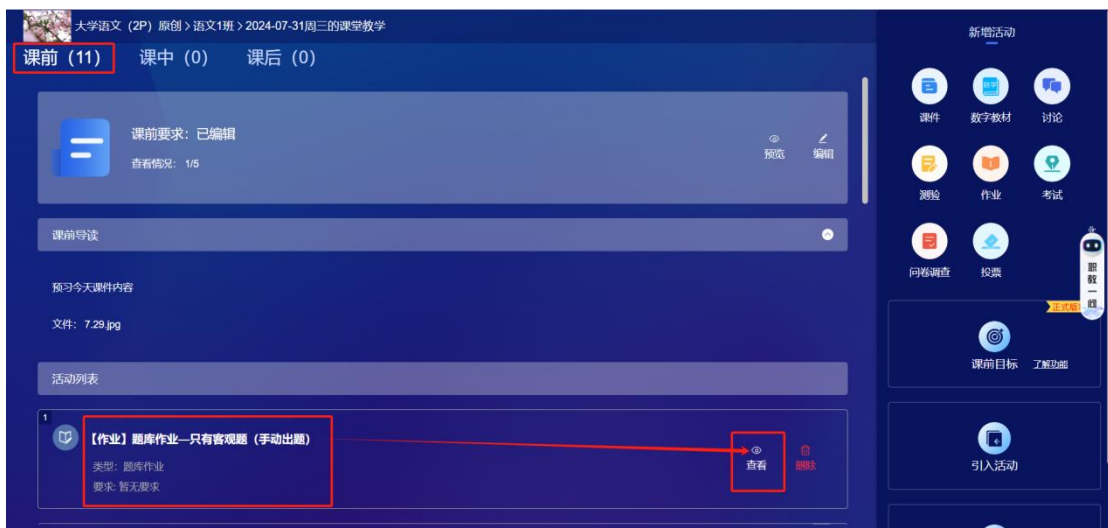 大学语文（2P）原创 > 语文1班 > 2024-07-31周三的课堂教学
课前（11） 课中（0） 课后（0）
课前要求：已编辑
查看情况： 1/5
预览 编辑
课前导读
预习今天课件内容
文件： 7.29.jpg
活动列表
1
【作业】题库作业—只有客观题（手动出题）
类型：题库作业
要求: 暂无要求
查看 删除
新增活动
课件 数字教材 讨论
测验 作业 考试
问卷调查 投票
职教一问
正式版
课前目标 了解功能
引入活动